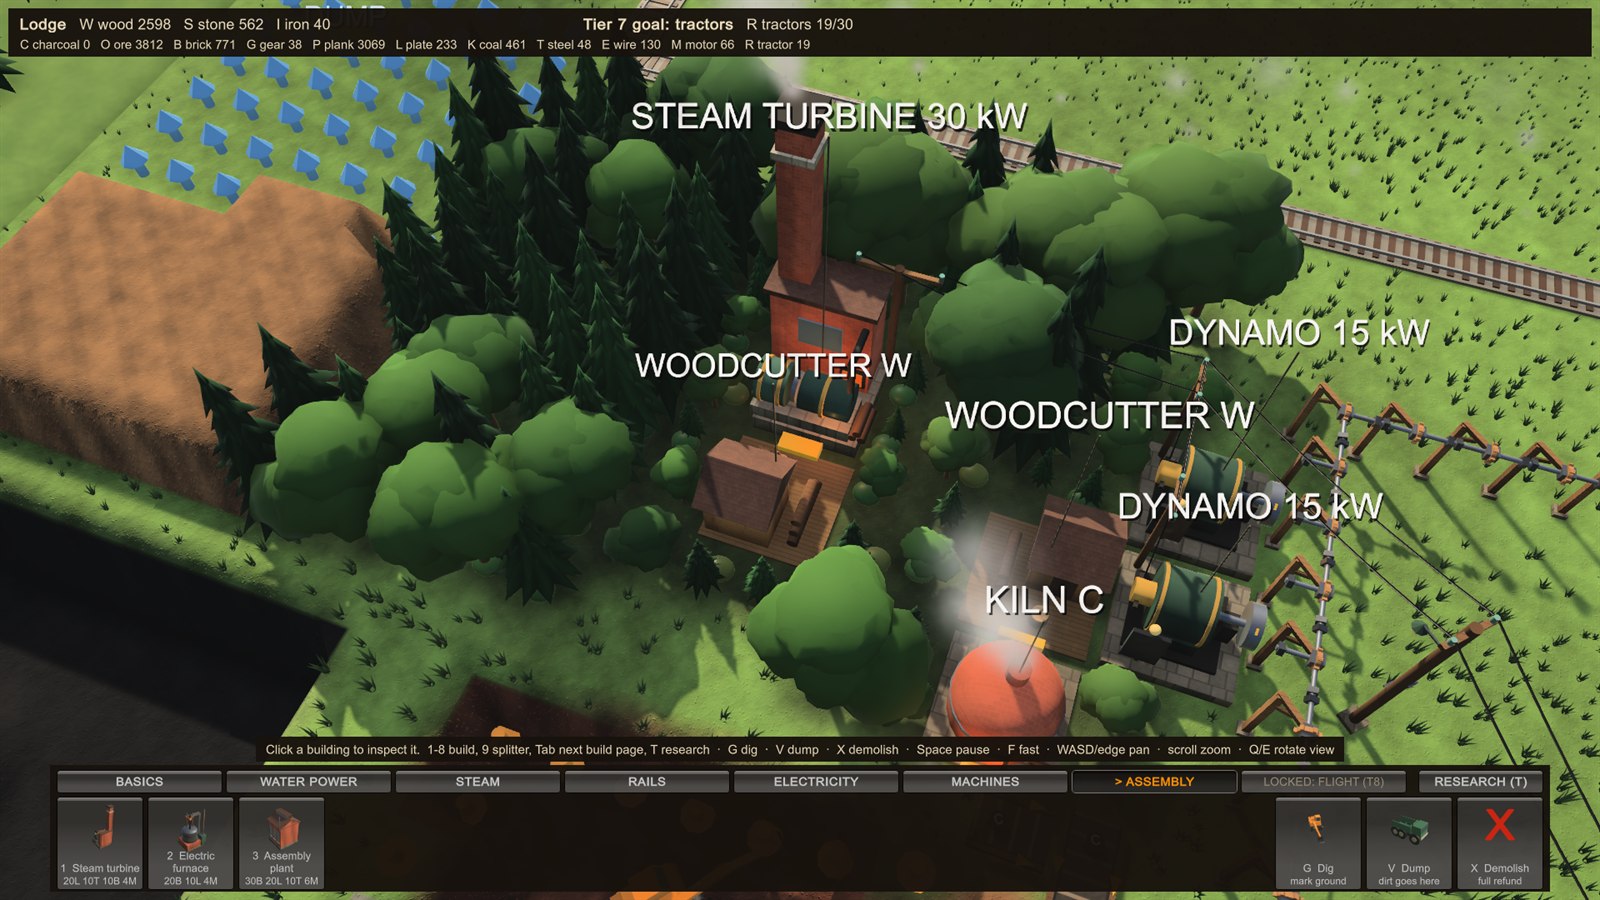 Lodge W wood 2598 S stone 562 I iron 40
Tier 7 goal: tractors R tractors 19/30
C charcoal 0 O ore 3812 B brick 771 G gear 38 P plank 3069 L plate 233 K coal 461 T steel 48 E wire 130 M motor 66 R tractor 19
DUMP
STEAM TURBINE 30 kW
DYNAMO 15 kW
WOODCUTTER W
WOODCUTTER W
DYNAMO 15 kW
KILN C
Click a building to inspect it. 1-8 build, 9 splitter, Tab next build page, T research · G dig · V dump · X demolish · Space pause · F fast · WASD/edge pan · scroll zoom · Q/E rotate view
BASICS
WATER POWER
STEAM
RAILS
ELECTRICITY
MACHINES
> ASSEMBLY
LOCKED: FLIGHT (T8)
RESEARCH (T)
1 Steam turbine
20L 10T 10B 4M
2 Electric
furnace
20B 10L 4M
3 Assembly
plant
30B 20L 10T 6M
G Dig
mark ground
V Dump
dirt goes here
X
X Demolish
full refund